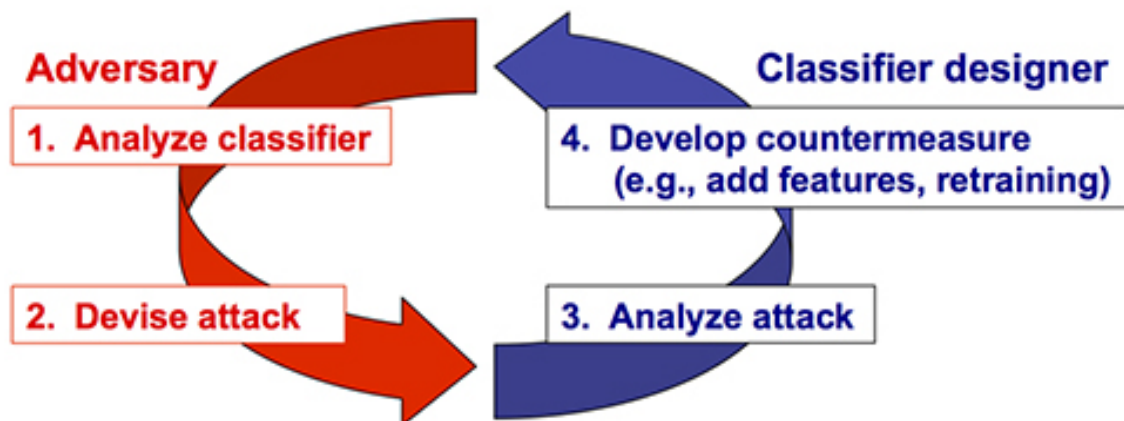 Adversary
1. Analyze classifier
2. Devise attack
Classifier designer
4. Develop countermeasure
(e.g., add features, retraining)
3. Analyze attack